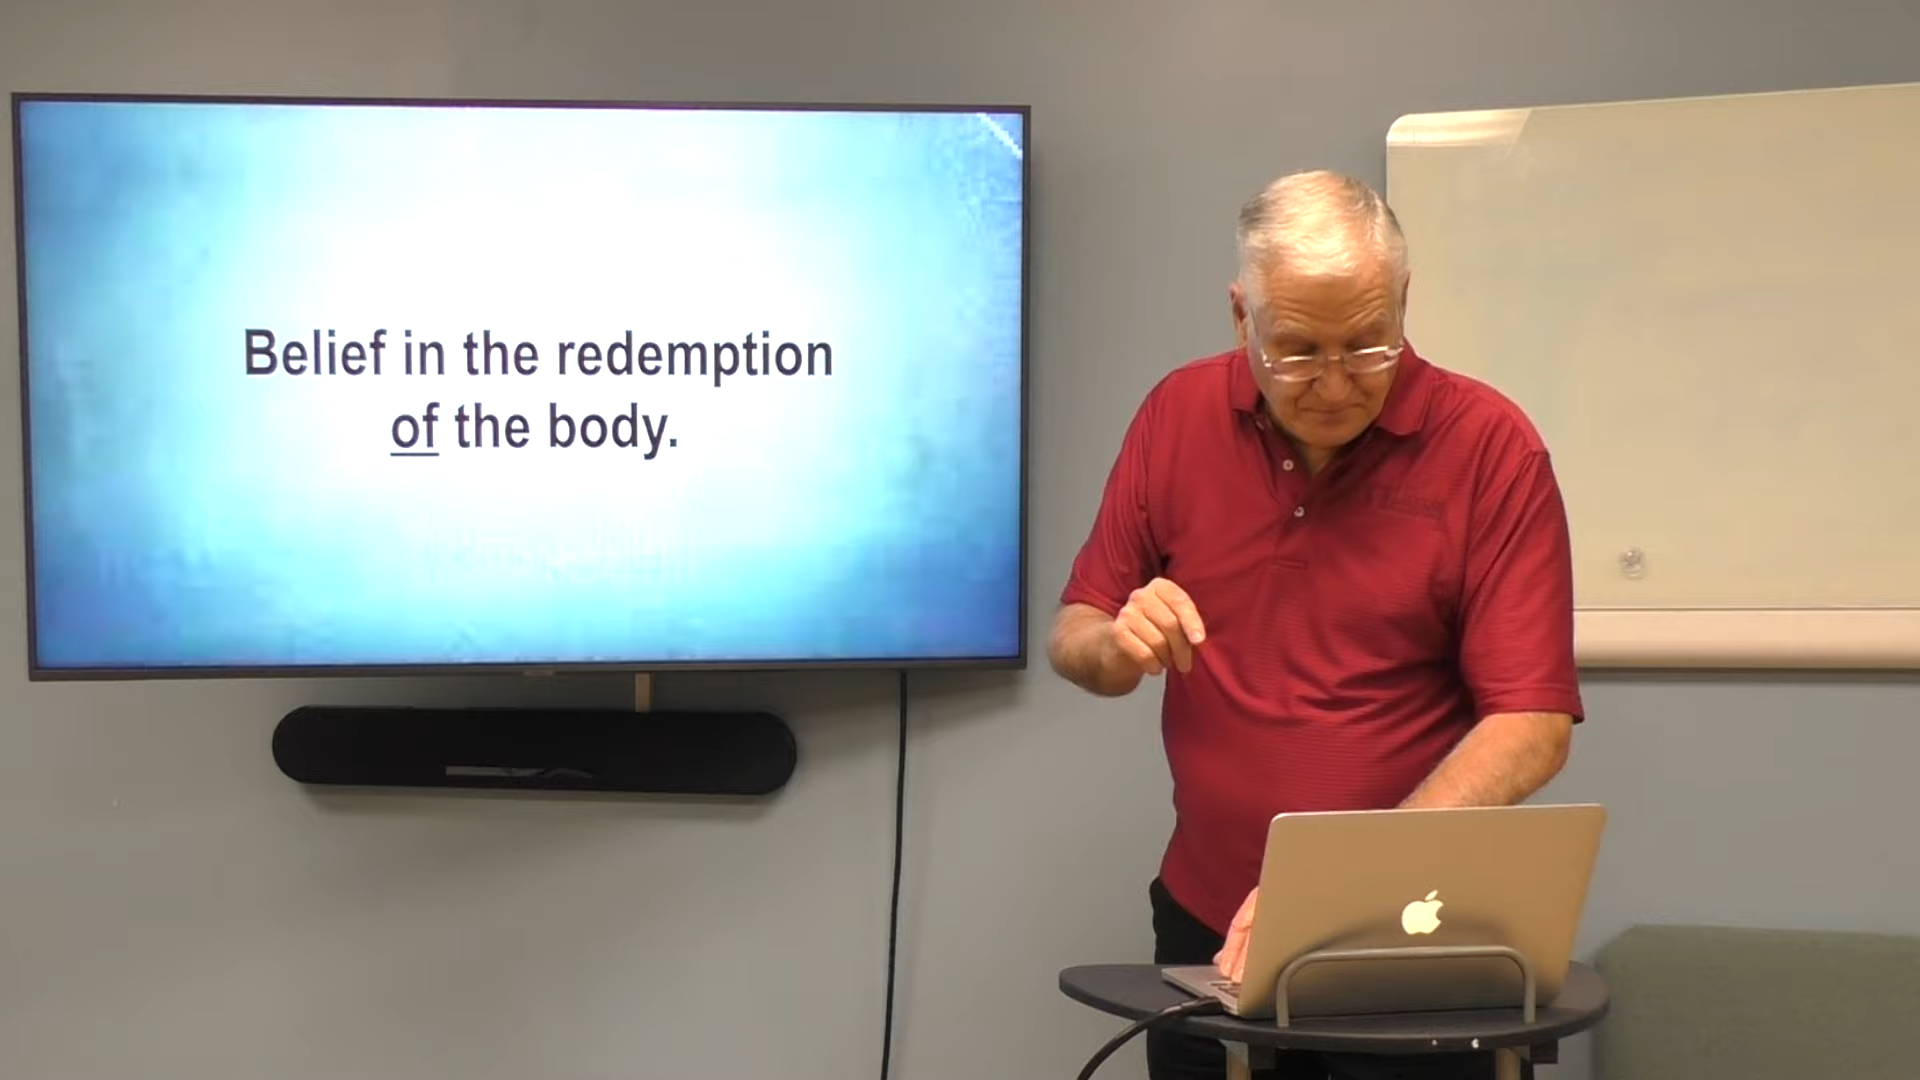 Belief in the redemption
of the body.